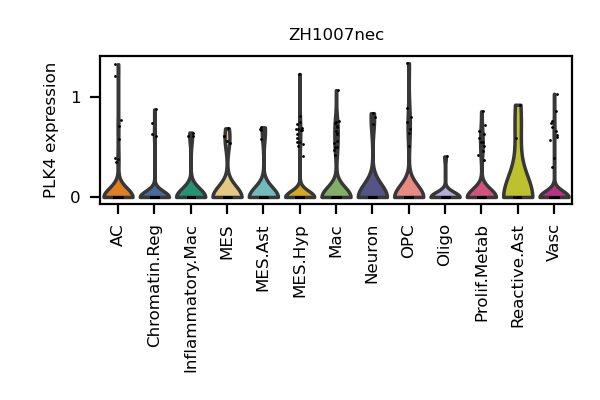 ZH1007nec
PLK4 expression
1
0
AC
Chromatin.Reg
Inflammatory.Mac
MES
MES.Ast
MES.Hyp
Mac
Neuron
OPC
Oligo
Prolif.Metab
Reactive.Ast
Vasc